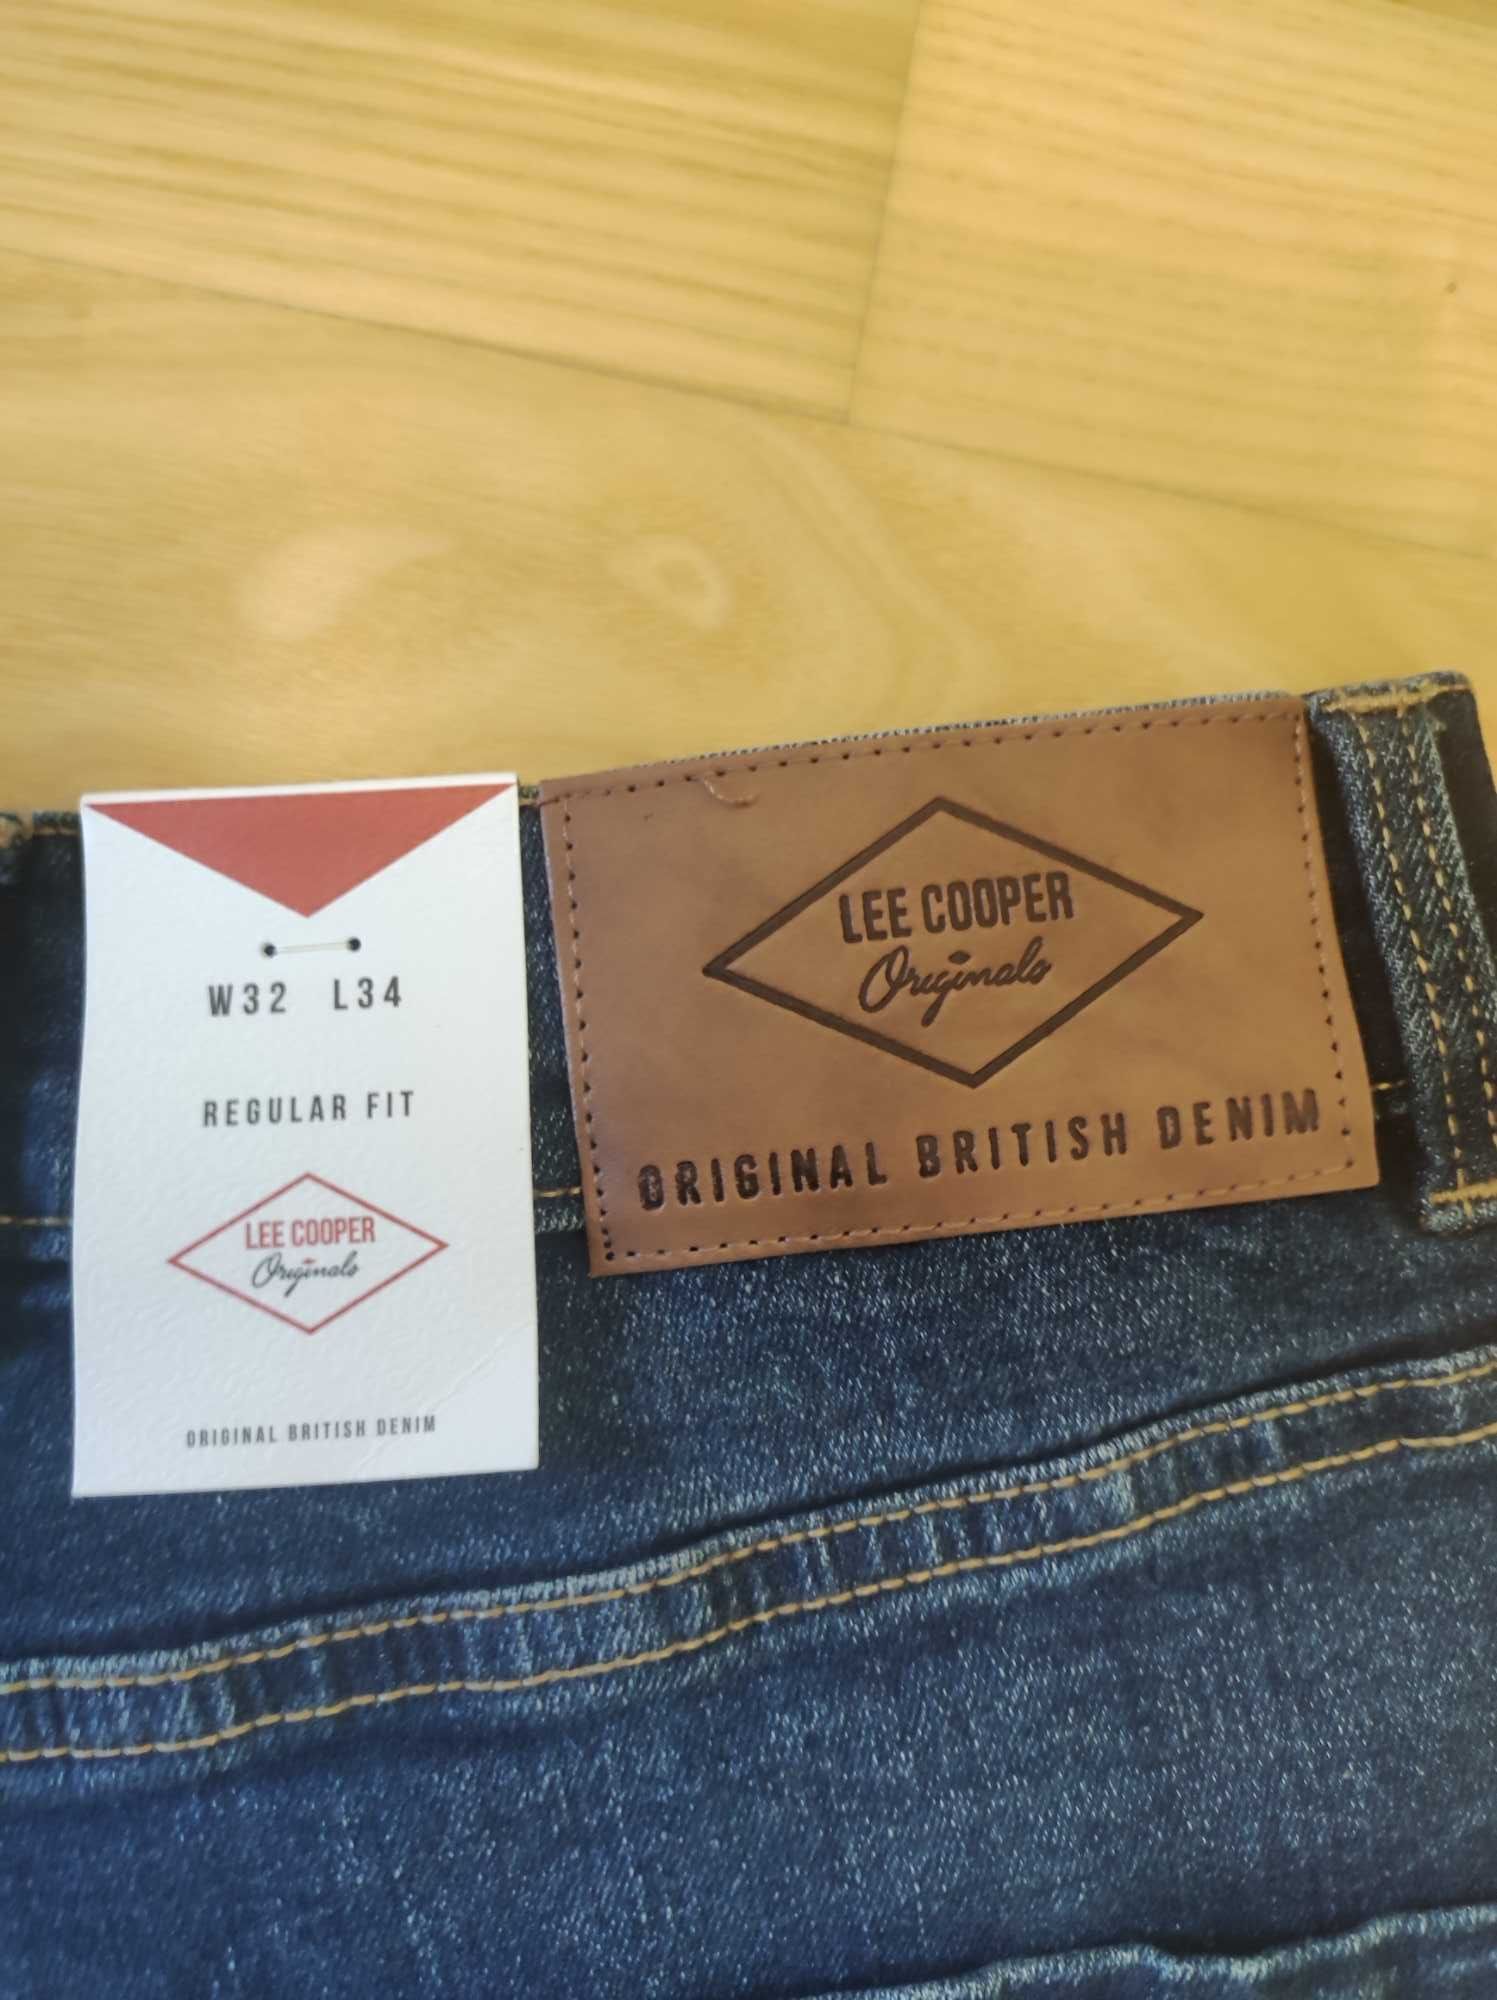 W32 L34
REGULAR FIT
LEE COOPER
Originals
ORIGINAL BRITISH DENIM
LEE COOPER
Originals
ORIGINAL BRITISH DENIM